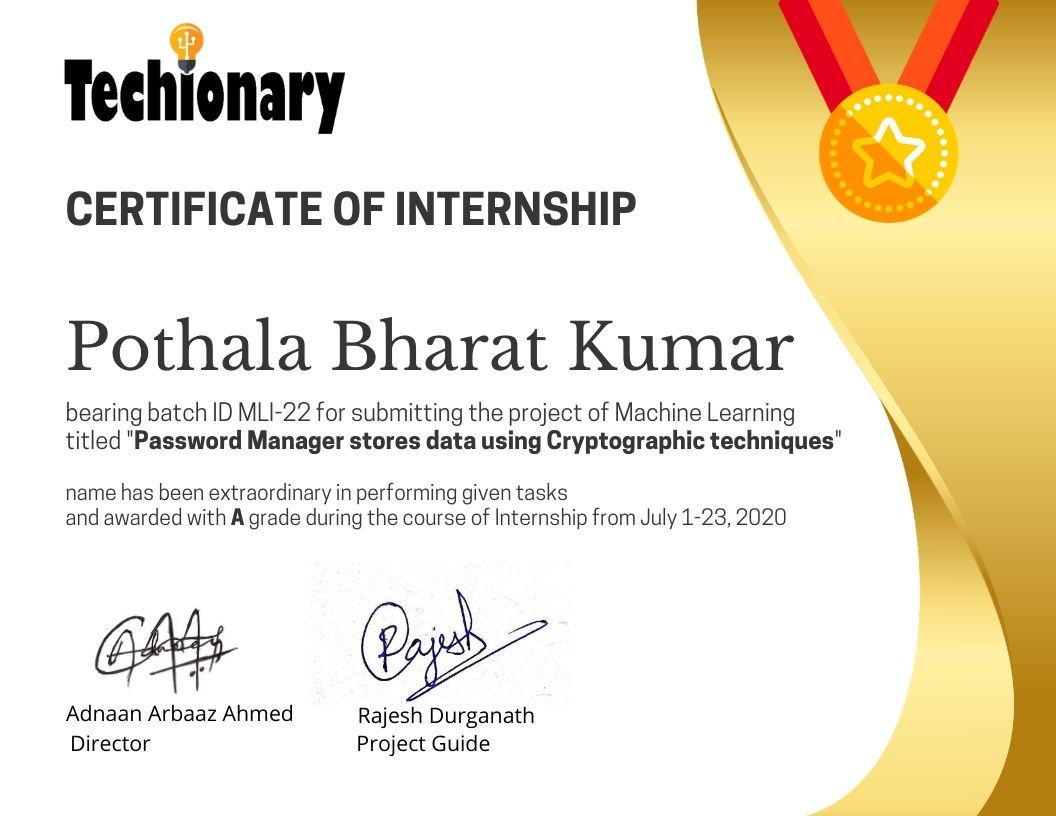 Techionary
CERTIFICATE OF INTERNSHIP
Pothala Bharat Kumar
bearing batch ID MLI-22 for submitting the project of Machine Learning
titled "Password Manager stores data using Cryptographic techniques"
name has been extraordinary in performing given tasks
and awarded with A grade during the course of Internship from July 1-23, 2020
Rajesh
Adnaan Arbaaz Ahmed
Director
Rajesh Durganath
Project Guide